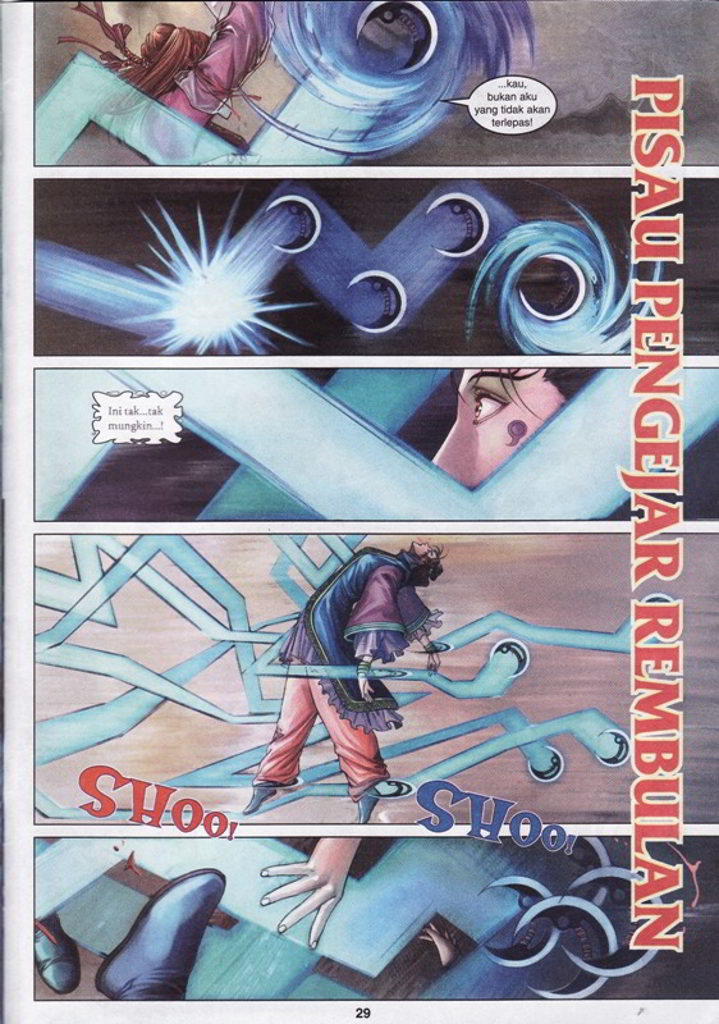 ...kau,
bukan aku
yang tidak akan
terlepas!
PISAU PENGEJAR REMBULAN
Ini tak...tak
mungkin...!
SHOO!
SHOO!
29